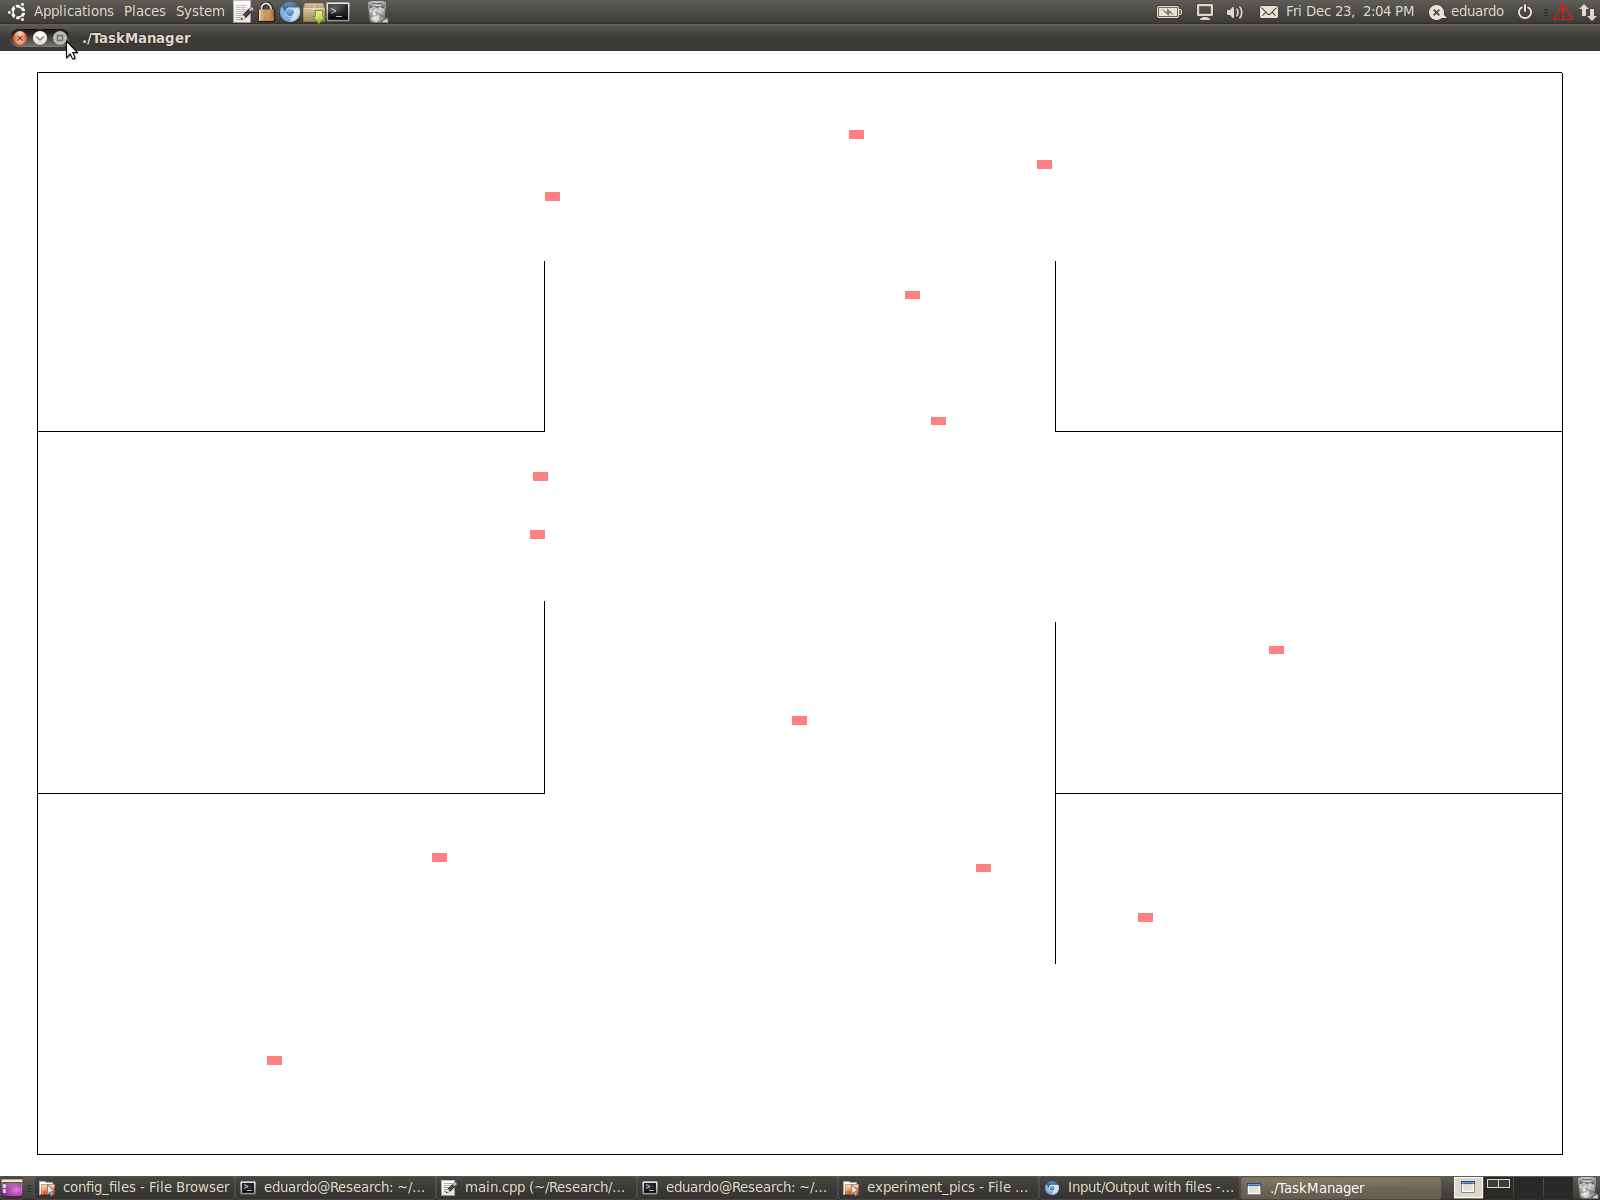 Applications Places System Fri Dec 23, 2:04 PM eduardo
./TaskManager
config_files - File Browser eduardo@Research: ~/... main.cpp (~/Research/... eduardo@Research: ~/... experiment_pics - File ... Input/Output with files -... ./TaskManager